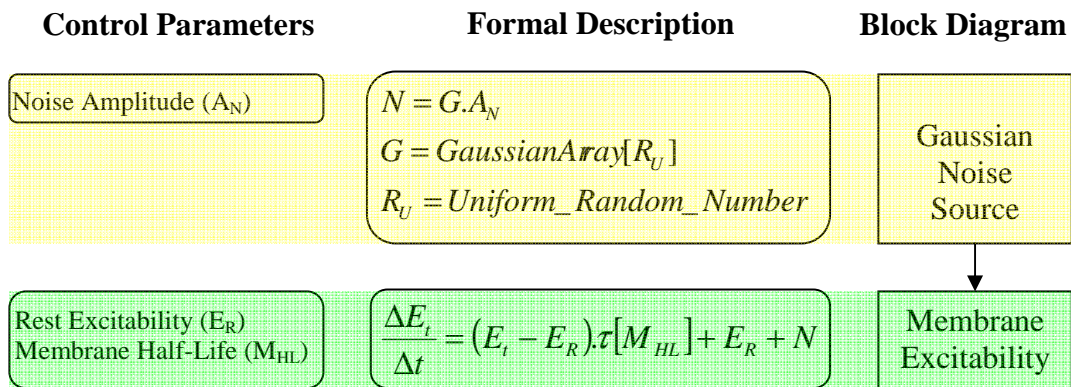 Control Parameters Formal Description Block Diagram
Noise Amplitude (A_N)
N = G.A_N
G = GaussianArray[R_U]
R_U = Uniform_Random_Number
Gaussian
Noise
Source
Rest Excitability (E_R)
Membrane Half-Life (M_HL)
ΔE_t/Δt = (E_t − E_R).τ[M_HL] + E_R + N
Membrane
Excitability